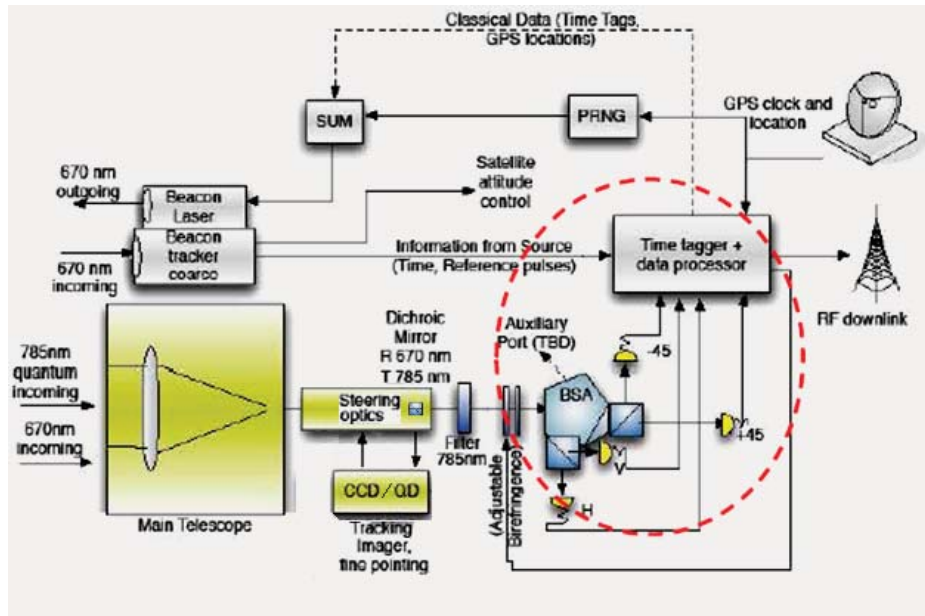 Classical Data (Time Tags,
GPS locations)
SUM
PRNG
GPS clock and
location
670 nm
outgoing
Satellite
attitude
control
Beacon
Laser
Beacon
tracker
coarse
670 nm
incoming
Information from Source
(Time, Reference pulses)
Time tagger +
data processor
RF downlink
Dichroic
Mirror
R 670 nm
T 785 nm
Auxiliary
Port (TBD)
-45
785nm
quantum
incoming
670nm
incoming
Steering
optics
BSA
+45
Filter
785nm
V
H
(Adjustable
Birefringence)
CCD/QD
Main Telescope
Tracking
Imager,
fine pointing